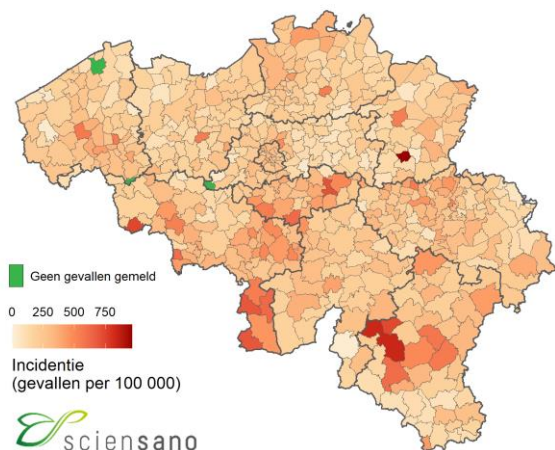 Geen gevallen gemeld
0 250 500 750
Incidentie
(gevallen per 100 000)
sciensano